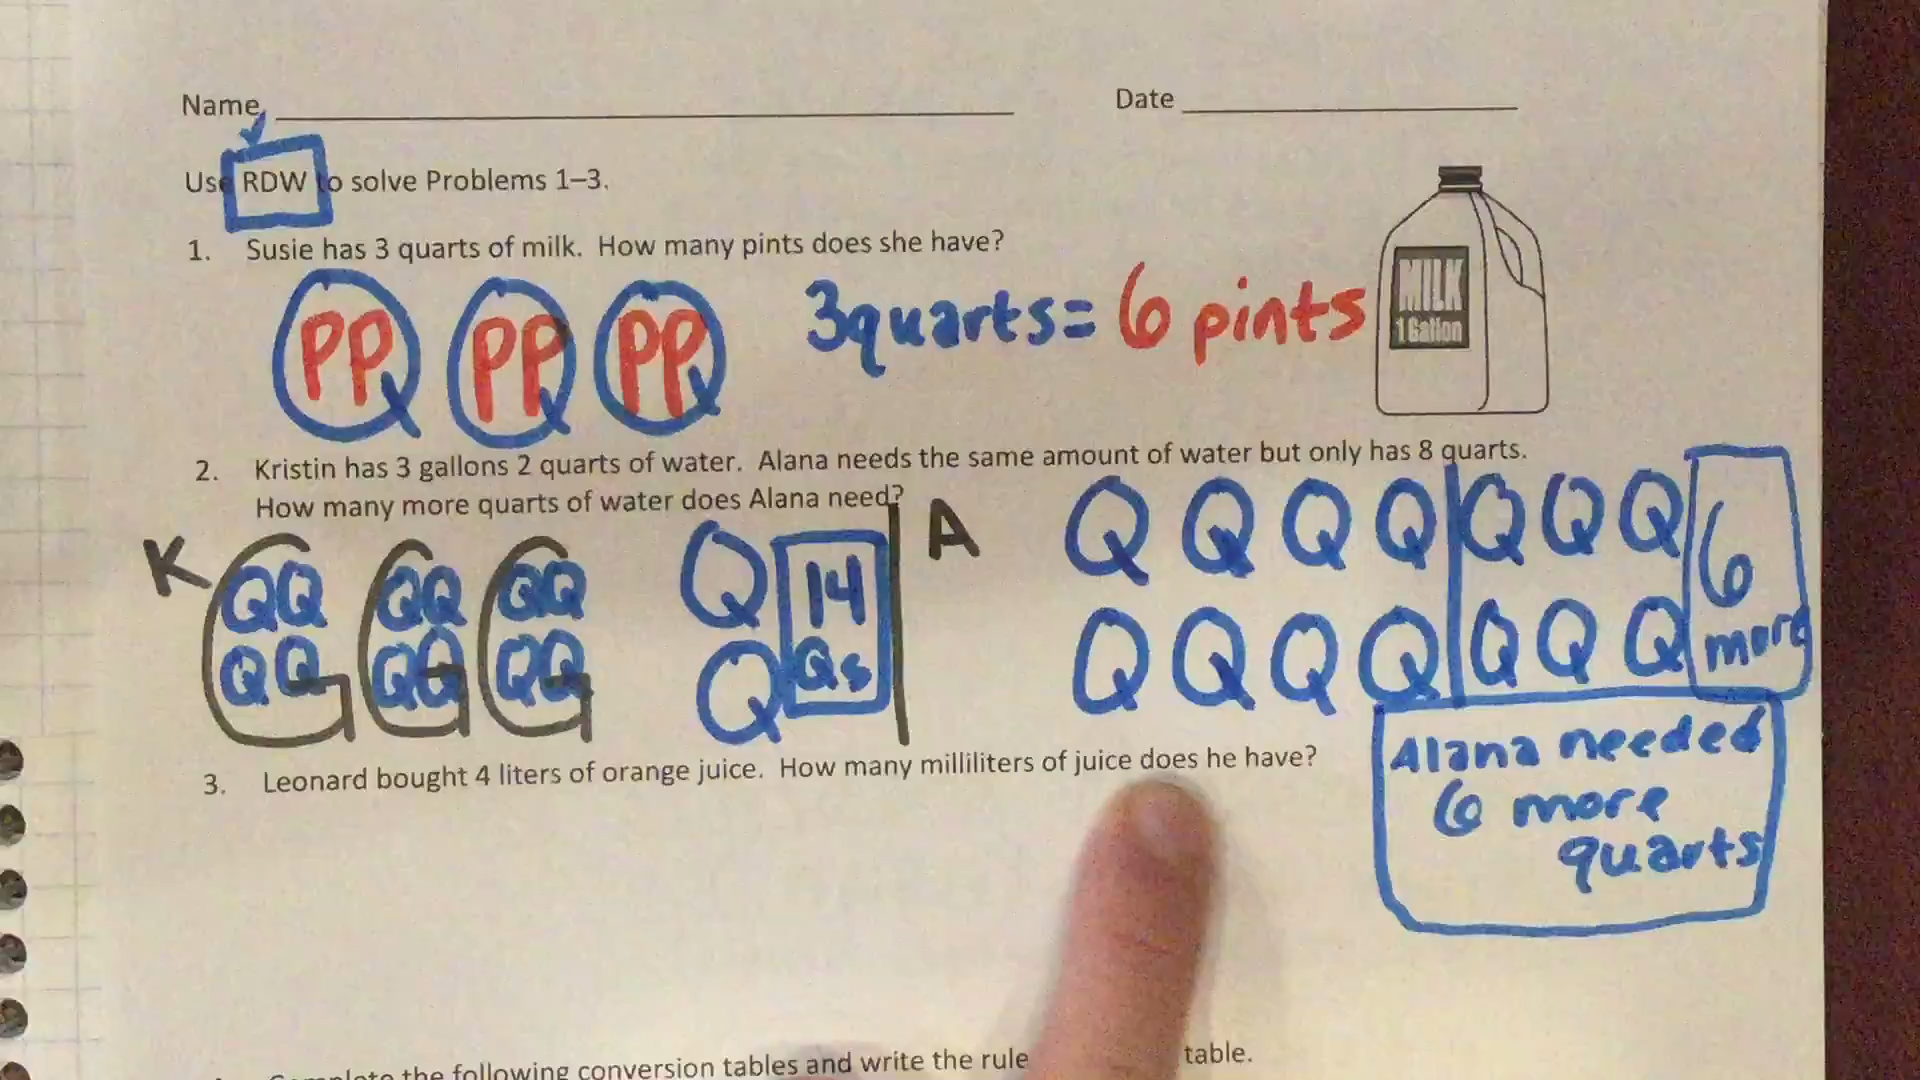 Name
Date
Use RDW to solve Problems 1–3.
1. Susie has 3 quarts of milk. How many pints does she have?
PPQ PPQ PPQ 3quarts= 6 pints
MILK
1 Gallon
2. Kristin has 3 gallons 2 quarts of water. Alana needs the same amount of water but only has 8 quarts.
How many more quarts of water does Alana need?
K
QQ QQ QQ Q
QQ QQ QQ Q
14
Qs
A
Q Q Q Q Q Q Q
Q Q Q Q Q Q Q
6
more
Alana needed
6 more
quarts
3. Leonard bought 4 liters of orange juice. How many milliliters of juice does he have?
Complete the following conversion tables and write the rule table.